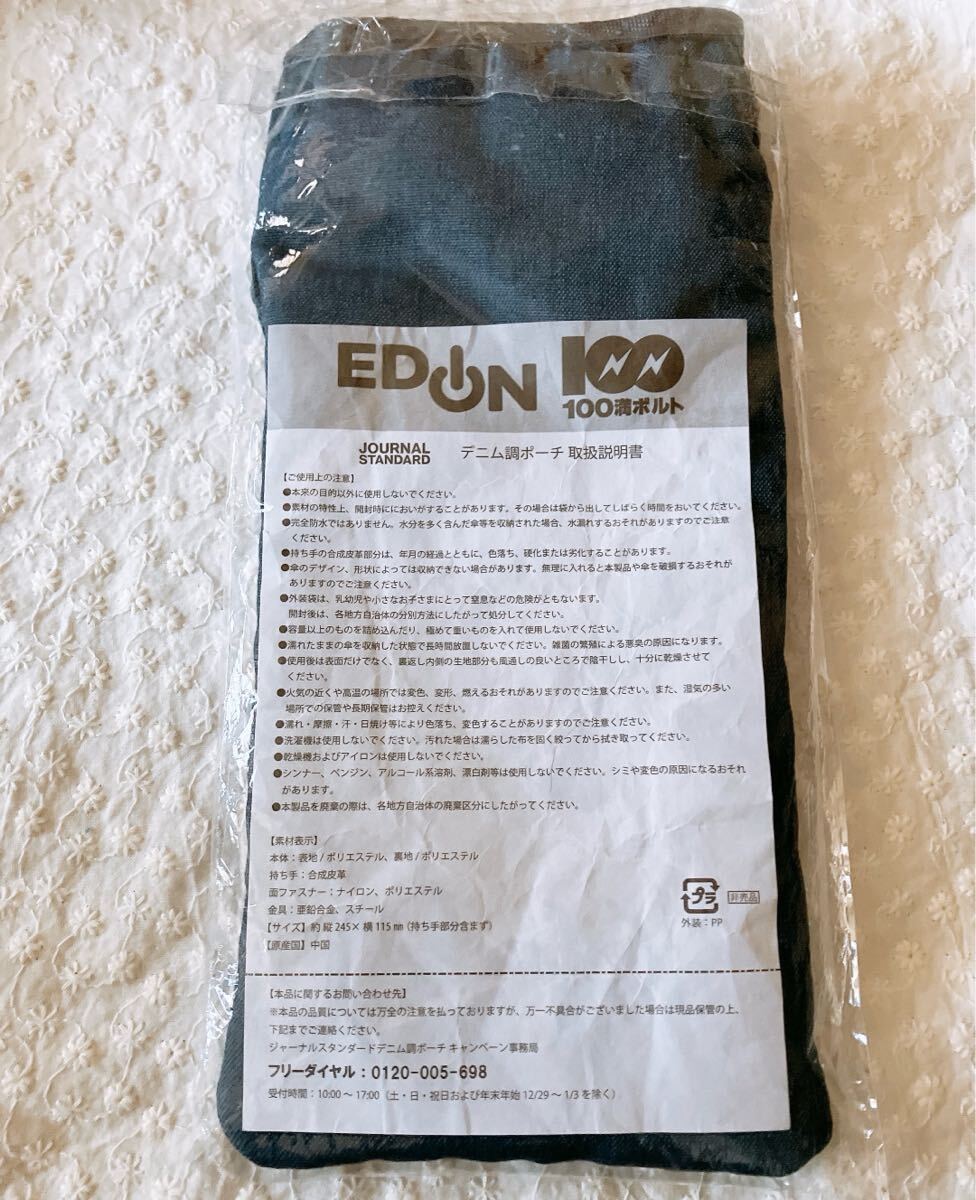 EDION 100
100満ボルト
JOURNAL
STANDARD
デニム調ポーチ 取扱説明書
【ご使用上の注意】
●本来の目的以外に使用しないでください。
●素材の特性上、開封時ににおいがすることがあります。その場合は袋から出してしばらく時間をおいてください。
●完全防水ではありません。水分を多く含んだ傘等を収納された場合、水漏れするおそれがありますのでご注意
ください。
●持ち手の合成皮革部分は、年月の経過とともに、色落ち、硬化または劣化することがあります。
●傘のデザイン、形状によっては収納できない場合があります。無理に入れると本製品や傘を破損するおそれが
ありますのでご注意ください。
●外装袋は、乳幼児や小さなお子さまにとって窒息などの危険がともないます。
開封後は、各地方自治体の分別方法にしたがって処分してください。
●容量以上のものを詰め込んだり、極めて重いものを入れて使用しないでください。
●濡れたままの傘を収納した状態で長時間放置しないでください。雑菌の繁殖による悪臭の原因になります。
●使用後は表面だけでなく、裏返し内側の生地部分も風通しの良いところで陰干しし、十分に乾燥させて
ください。
●火気の近くや高温の場所では変色、変形、燃えるおそれがありますのでご注意ください。また、湿気の多い
場所での保管や長期保管はお控えください。
●濡れ・摩擦・汗・日焼け等により色落ち、変色することがありますのでご注意ください。
●洗濯機は使用しないでください。汚れた場合は濡らした布を固く絞ってから拭き取ってください。
●乾燥機およびアイロンは使用しないでください。
●シンナー、ベンジン、アルコール系溶剤、漂白剤等は使用しないでください。シミや変色の原因になるおそれ
があります。
●本製品を廃棄の際は、各地方自治体の廃棄区分にしたがってください。
【素材表示】
本体：表地/ポリエステル、裏地/ポリエステル
持ち手：合成皮革
面ファスナー：ナイロン、ポリエステル
金具：亜鉛合金、スチール
【サイズ】約 縦 245× 横 115 ㎜ (持ち手部分含まず)
【原産国】中国
プラ 非売品
外装：PP
【本品に関するお問い合わせ先】
※本品の品質については万全の注意を払っておりますが、万一不具合がございました場合は現品保管の上、
下記までご連絡ください。
ジャーナルスタンダードデニム調ポーチ キャンペーン事務局
フリーダイヤル：0120-005-698
受付時間：10:00～17:00（土・日・祝日および年末年始 12/29～1/3を除く）